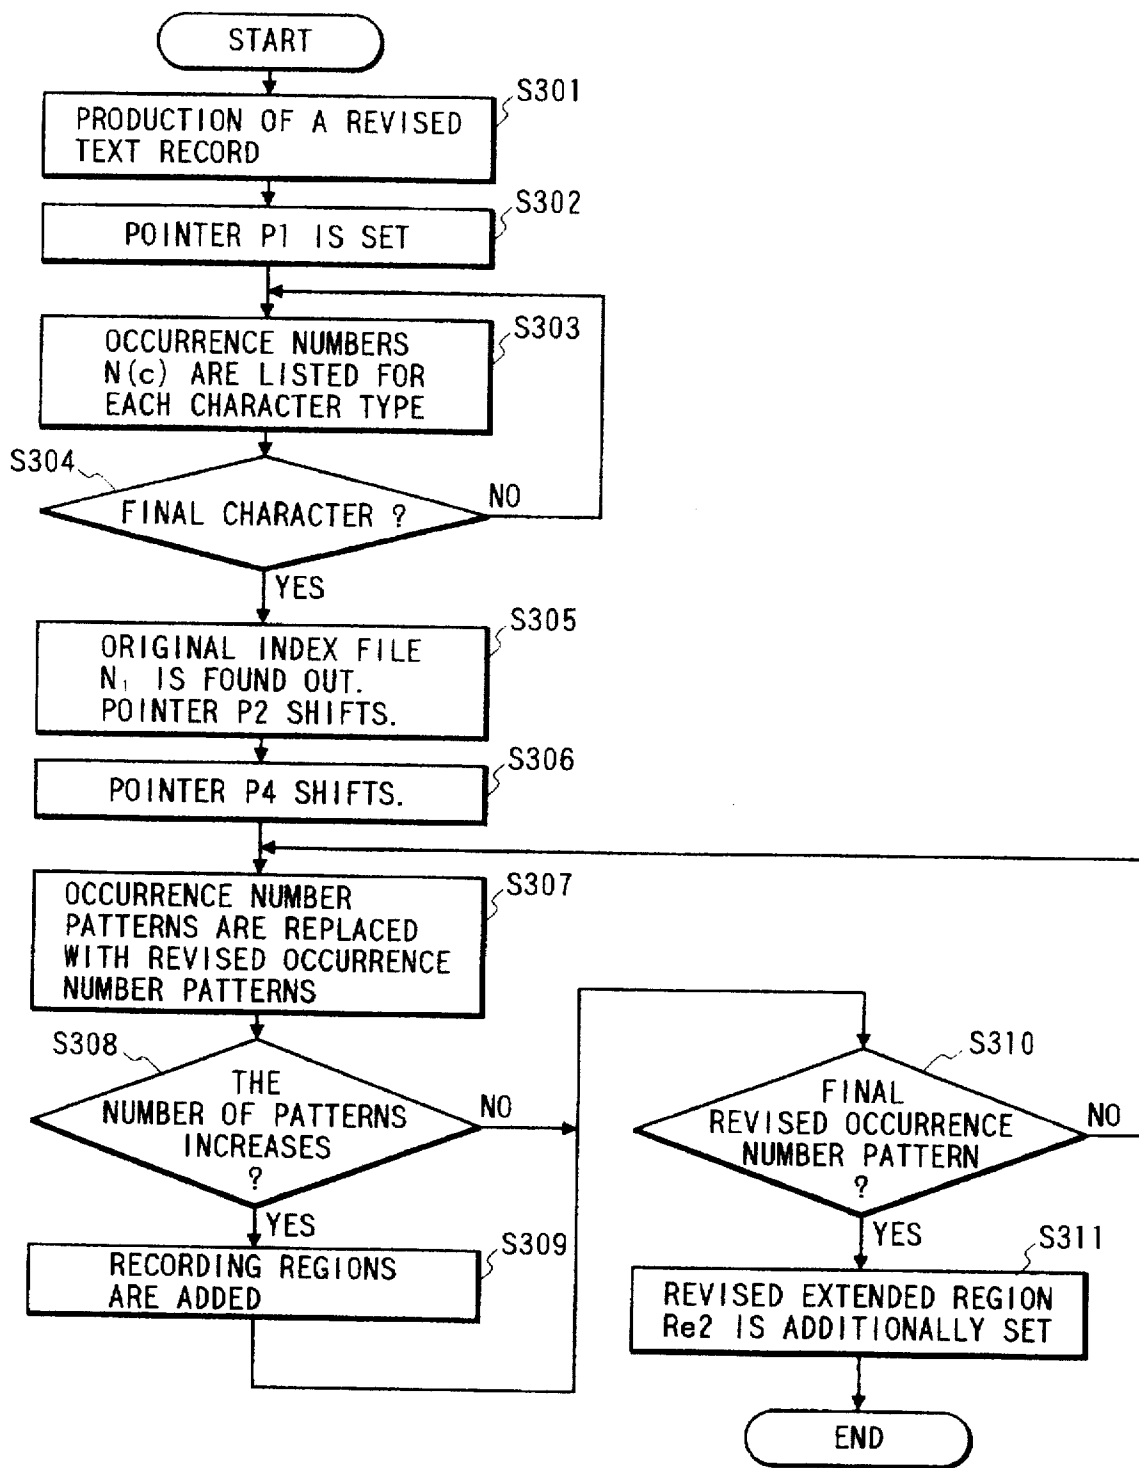 START
S301
PRODUCTION OF A REVISED
TEXT RECORD
S302
POINTER P1 IS SET
S303
OCCURRENCE NUMBERS
N(c) ARE LISTED FOR
EACH CHARACTER TYPE
S304
FINAL CHARACTER ?
NO
YES
S305
ORIGINAL INDEX FILE
N₁ IS FOUND OUT.
POINTER P2 SHIFTS.
S306
POINTER P4 SHIFTS.
S307
OCCURRENCE NUMBER
PATTERNS ARE REPLACED
WITH REVISED OCCURRENCE
NUMBER PATTERNS
S308
THE
NUMBER OF PATTERNS
INCREASES
?
NO
YES
S309
RECORDING REGIONS
ARE ADDED
S310
FINAL
REVISED OCCURRENCE
NUMBER PATTERN
?
NO
YES
S311
REVISED EXTENDED REGION
Re2 IS ADDITIONALLY SET
END